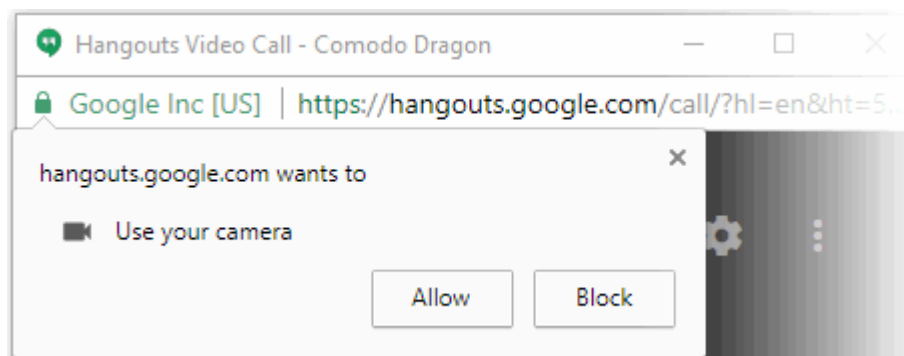 Hangouts Video Call - Comodo Dragon
Google Inc [US] | https://hangouts.google.com/call/?hl=en&ht=5...
hangouts.google.com wants to
Use your camera
Allow Block